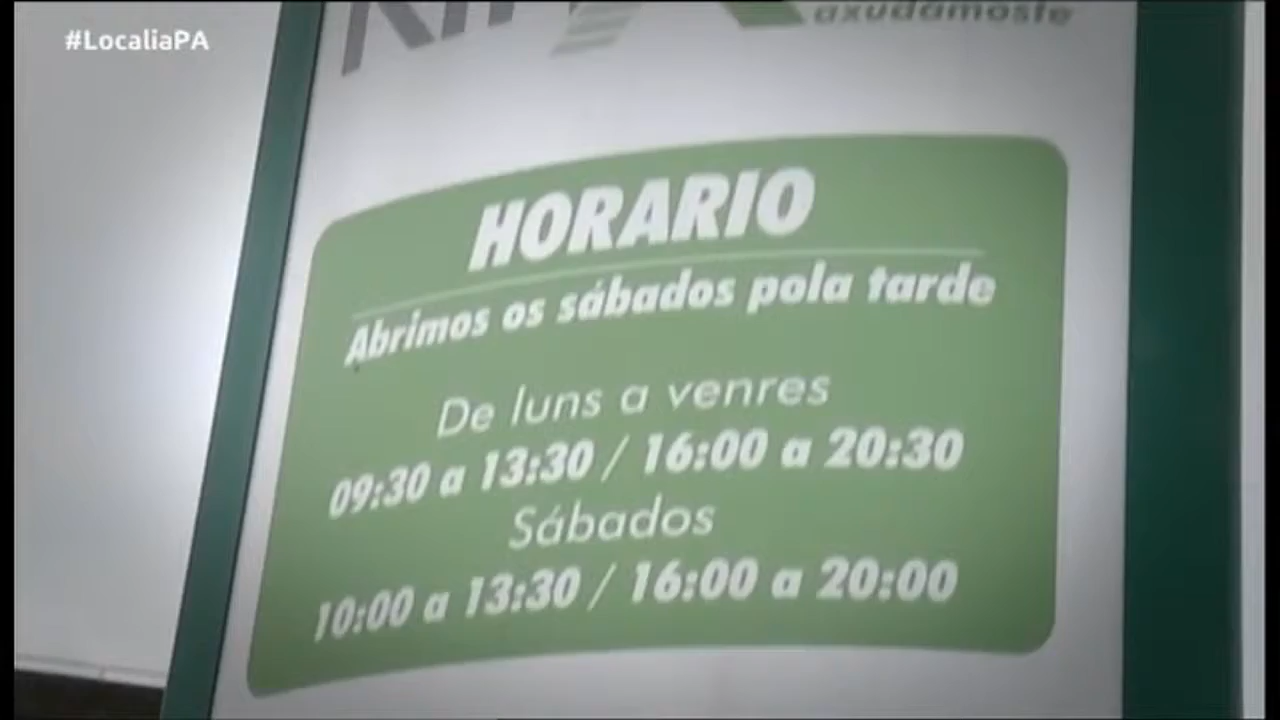 #LocaliaPA
axudamoste
HORARIO
Abrimos os sábados pola tarde
De luns a venres
09:30 a 13:30 / 16:00 a 20:30
Sábados
10:00 a 13:30 / 16:00 a 20:00